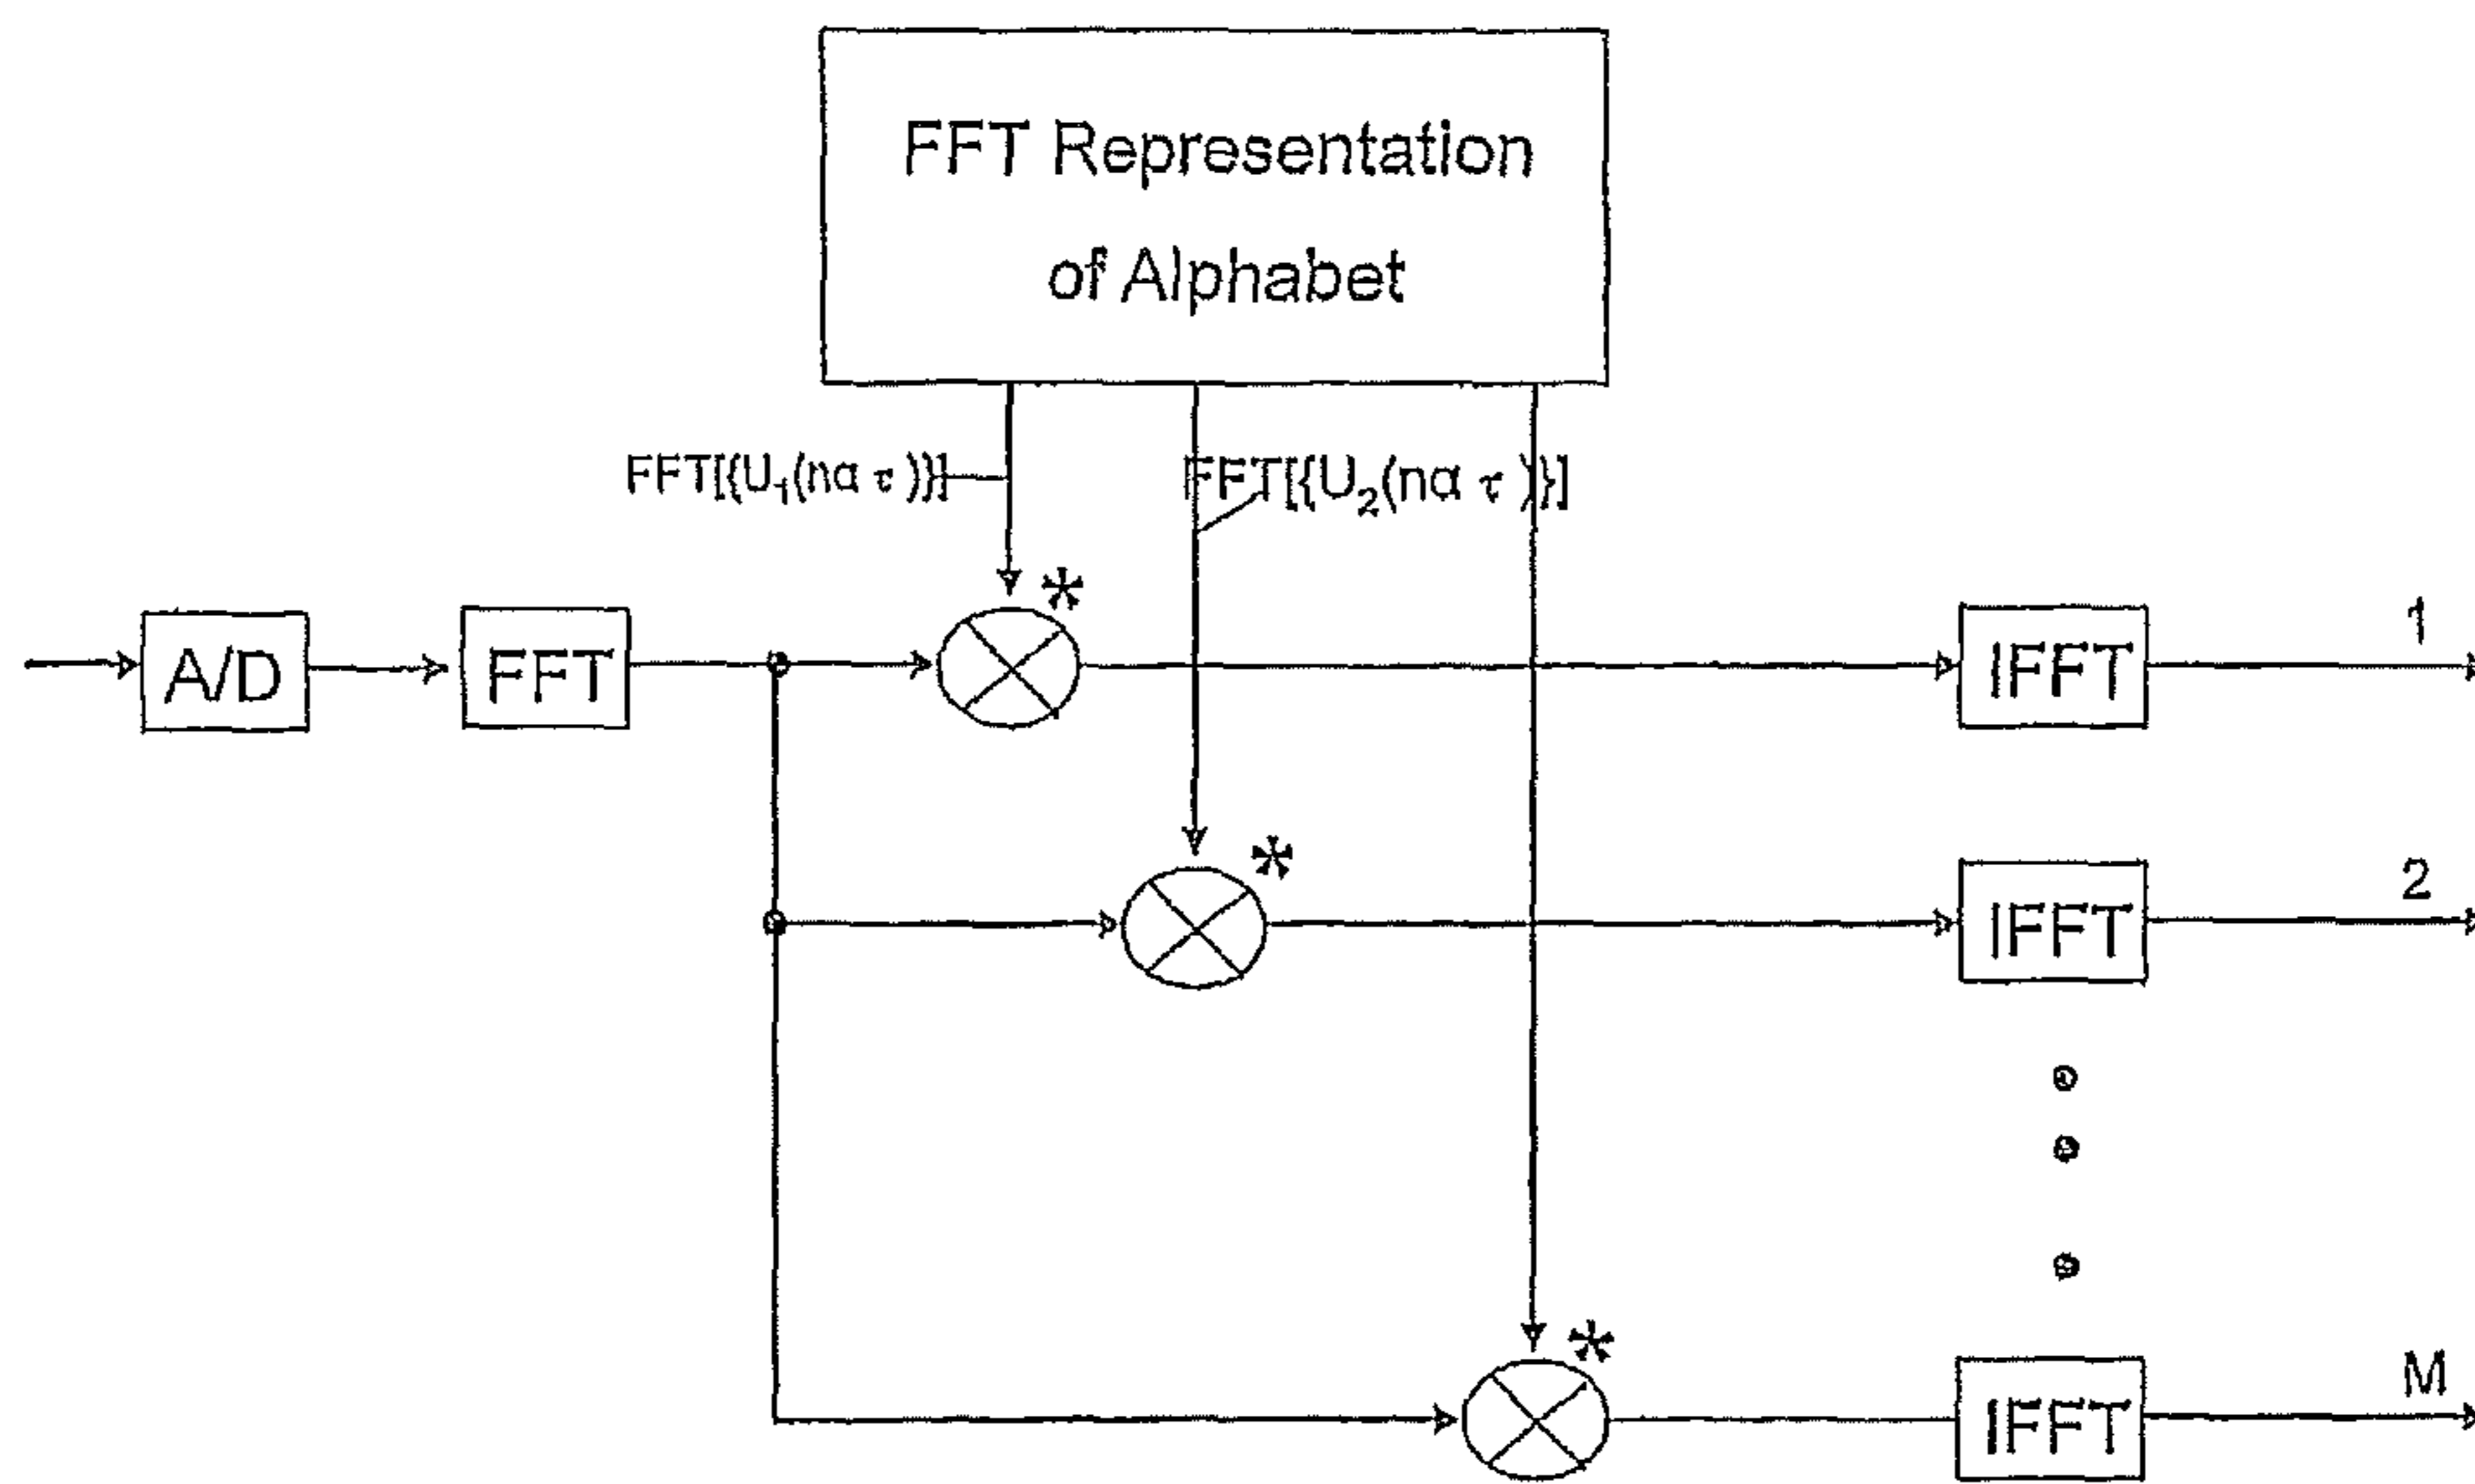 FFT Representation
of Alphabet
FFT[{U₁(nα τ)}]
FFT[{U₂(nα τ)}]
*
A/D
FFT
IFFT
1
*
IFFT
2
*
IFFT
M